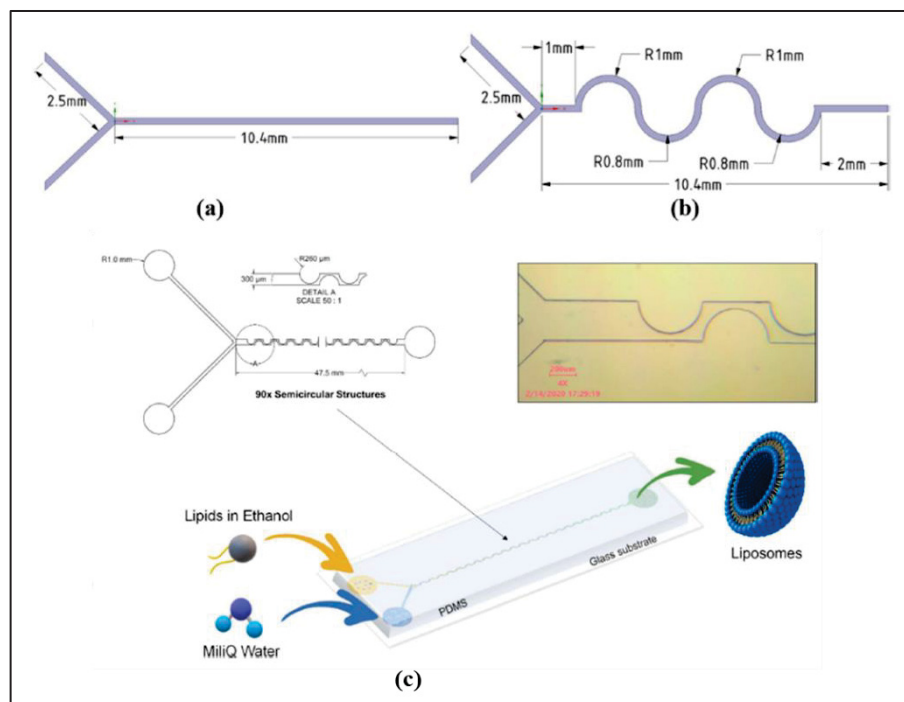 2.5mm
10.4mm
(a)
1mm
R1mm
R1mm
2.5mm
R0.8mm
R0.8mm
2mm
10.4mm
(b)
R1.0 mm
R260 µm
300 µm
DETAIL A
SCALE 50 : 1
A
47.5 mm
90x Semicircular Structures
200mm
4X
2/14/2020 17:29:19
Lipids in Ethanol
MiliQ Water
PDMS
Glass substrate
Liposomes
(c)